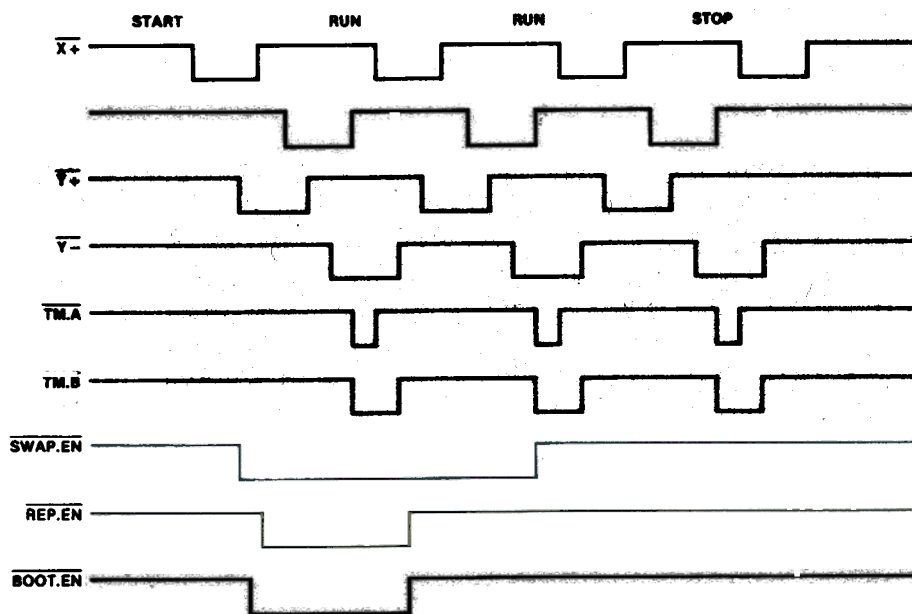 START RUN RUN STOP
X+
Y+
Y-
TM.A
TM.B
SWAP.EN
REP.EN
BOOT.EN